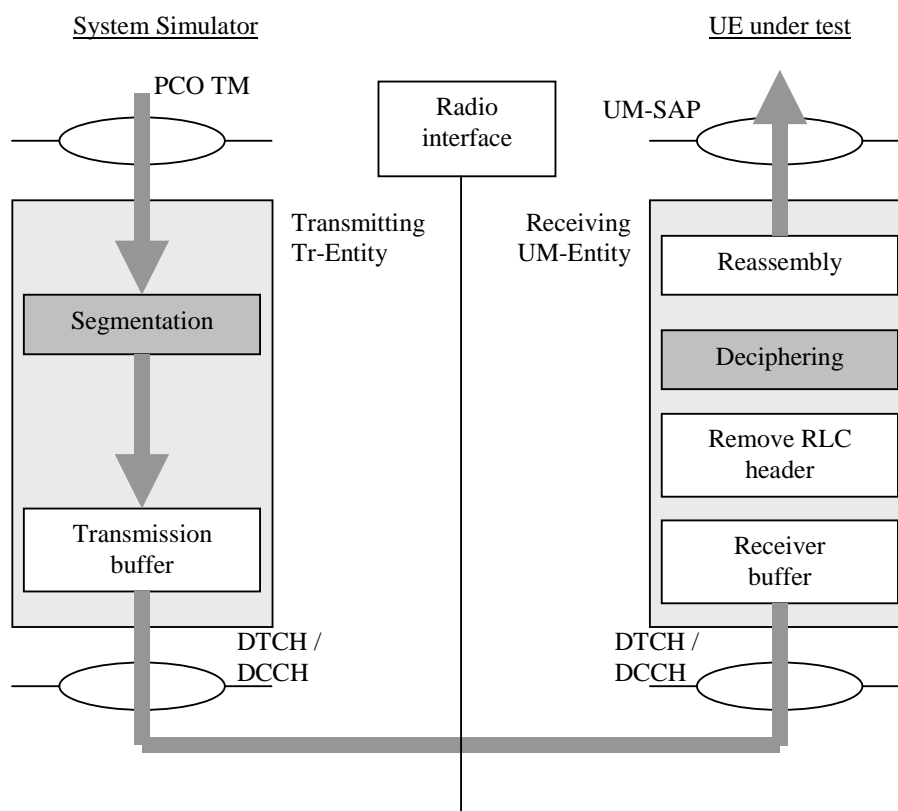 System Simulator
UE under test
PCO TM
Radio
interface
UM-SAP
Transmitting
Tr-Entity
Receiving
UM-Entity
Segmentation
Reassembly
Deciphering
Remove RLC
header
Transmission
buffer
Receiver
buffer
DTCH /
DCCH
DTCH /
DCCH